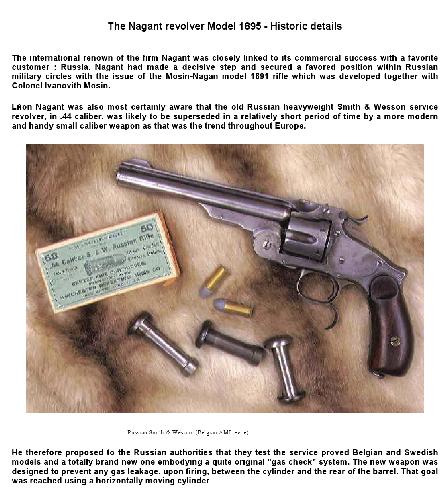 The Nagant revolver Model 1895 - Historic details
The international renown of the firm Nagant was closely linked to its commercial success with a favorite
customer : Russia. Nagant had made a decisive step and secured a favored position within Russian
military circles with the issue of the Mosin-Nagan model 1891 rifle which was developed together with
Colonel Ivanovith Mosin.
Nagant was also most certainly aware that the old Russian heavyweight Smith & Wesson service
revolver, in .44 caliber, was likely to be superseded in a relatively short period of time by a more modern
and handy small caliber weapon as that was the trend throughout Europe.
50 50
.44 Caliber S. & W. Russian
Russian Smith & Wesson (Belgian
He therefore proposed to the Russian authorities that they test the service proved Belgian and Swedish
models and a totally brand new one embodying a quite original "gas check" system. The new weapon was
designed to prevent any gas leakage, upon firing, between the cylinder and the rear of the barrel. That goal
was reached using a horizontally moving cylinder